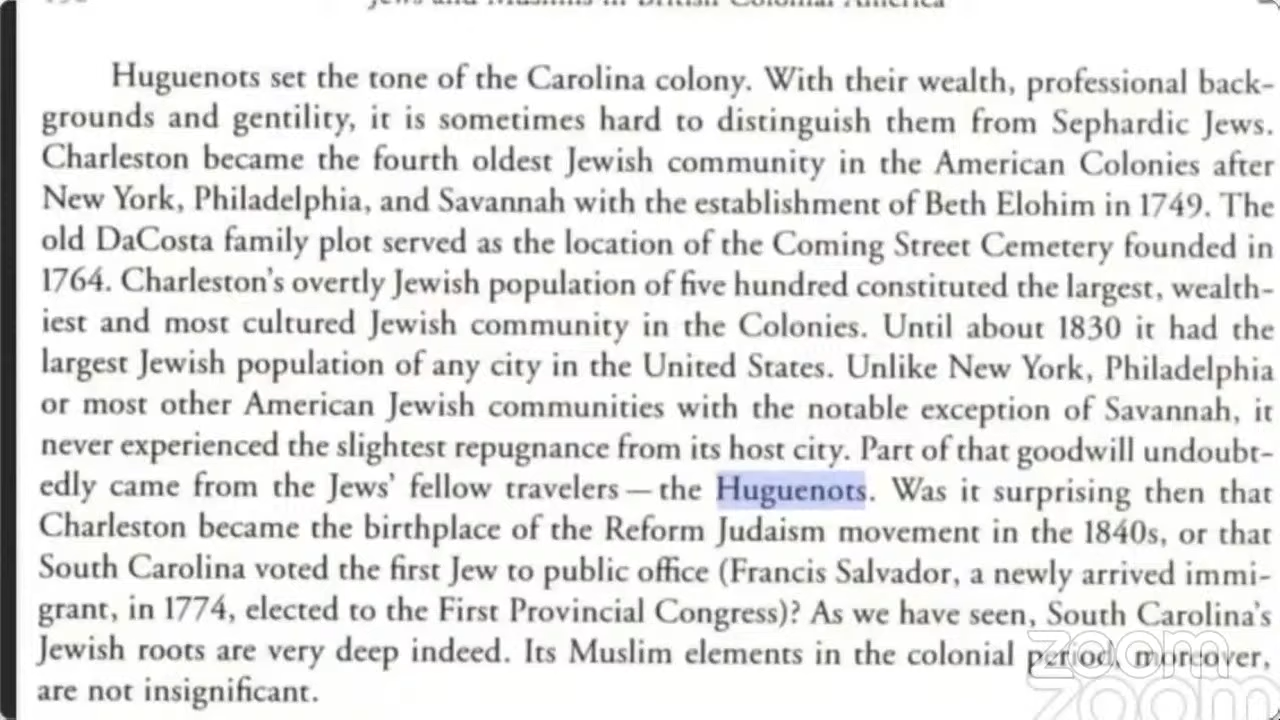 Jews and Muslims in British Colonial America
Huguenots set the tone of the Carolina colony. With their wealth, professional back-
grounds and gentility, it is sometimes hard to distinguish them from Sephardic Jews.
Charleston became the fourth oldest Jewish community in the American Colonies after
New York, Philadelphia, and Savannah with the establishment of Beth Elohim in 1749. The
old DaCosta family plot served as the location of the Coming Street Cemetery founded in
1764. Charleston's overtly Jewish population of five hundred constituted the largest, wealth-
iest and most cultured Jewish community in the Colonies. Until about 1830 it had the
largest Jewish population of any city in the United States. Unlike New York, Philadelphia
or most other American Jewish communities with the notable exception of Savannah, it
never experienced the slightest repugnance from its host city. Part of that goodwill undoubt-
edly came from the Jews' fellow travelers — the Huguenots. Was it surprising then that
Charleston became the birthplace of the Reform Judaism movement in the 1840s, or that
South Carolina voted the first Jew to public office (Francis Salvador, a newly arrived immi-
grant, in 1774, elected to the First Provincial Congress)? As we have seen, South Carolina's
Jewish roots are very deep indeed. Its Muslim elements in the colonial period, moreover,
are not insignificant.
zoom
zoom